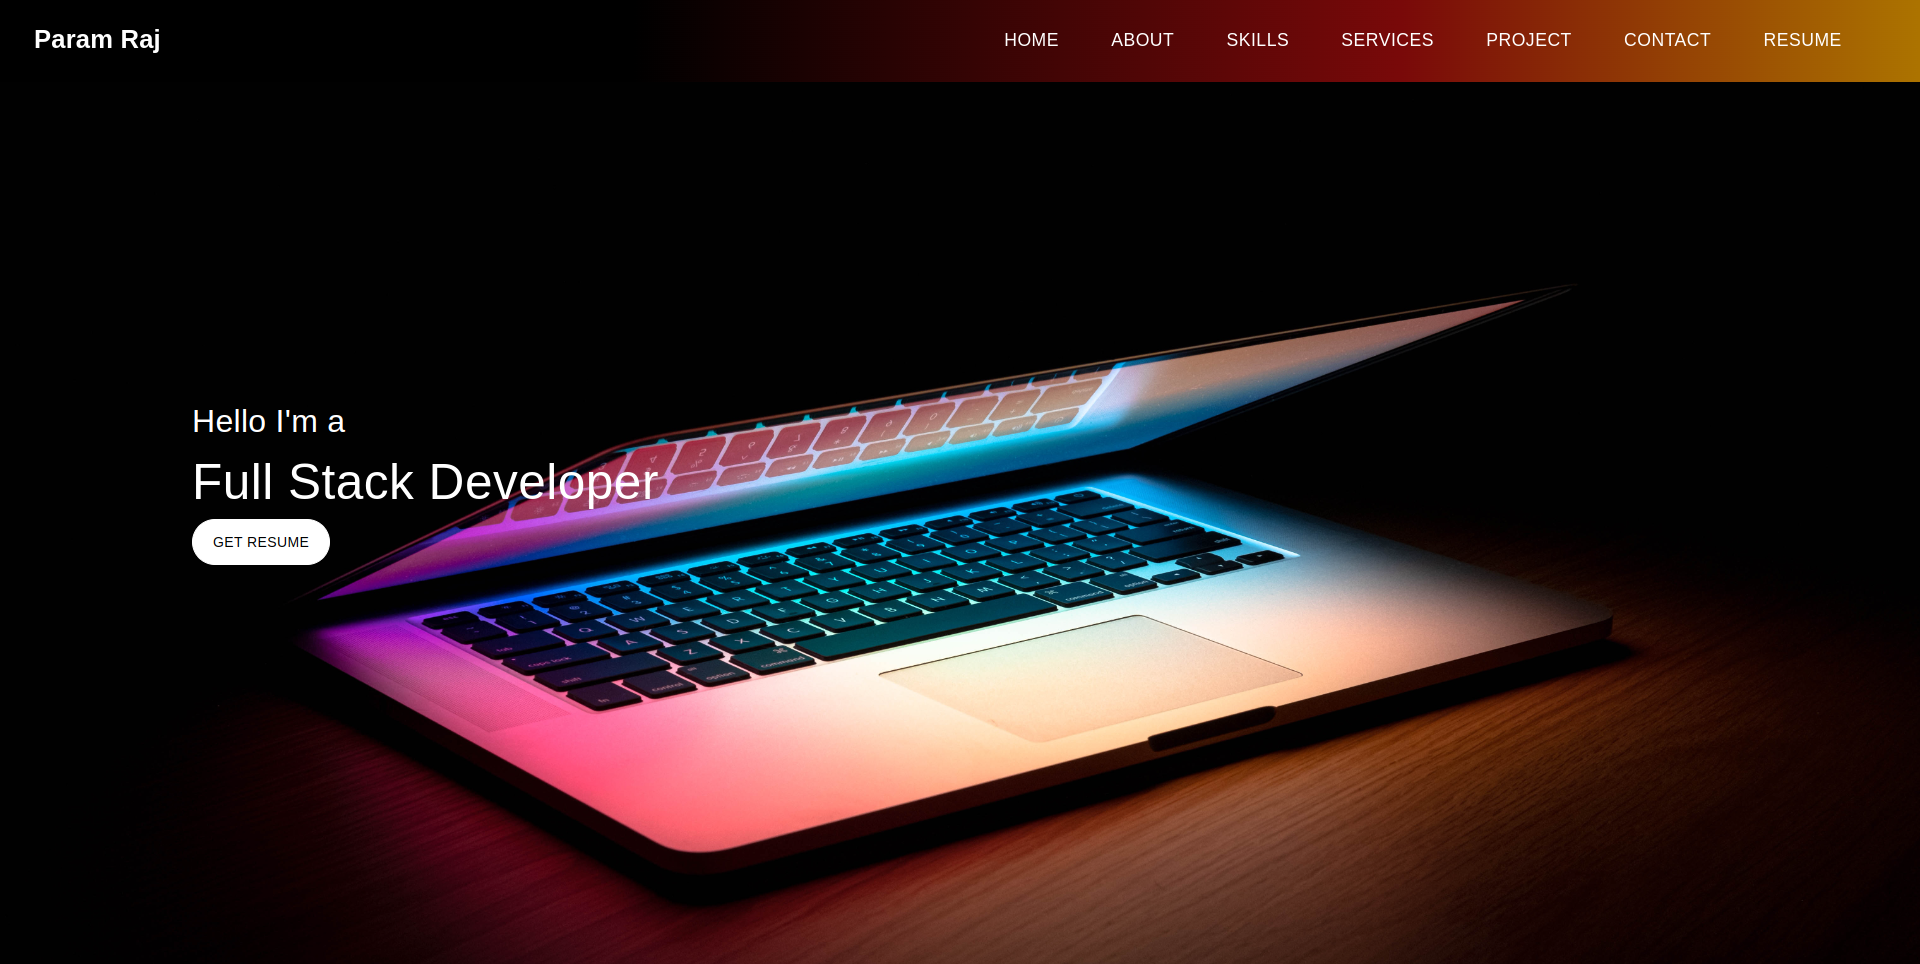 Param Raj
HOME ABOUT SKILLS SERVICES PROJECT CONTACT RESUME
Hello I'm a
Full Stack Developer
GET RESUME